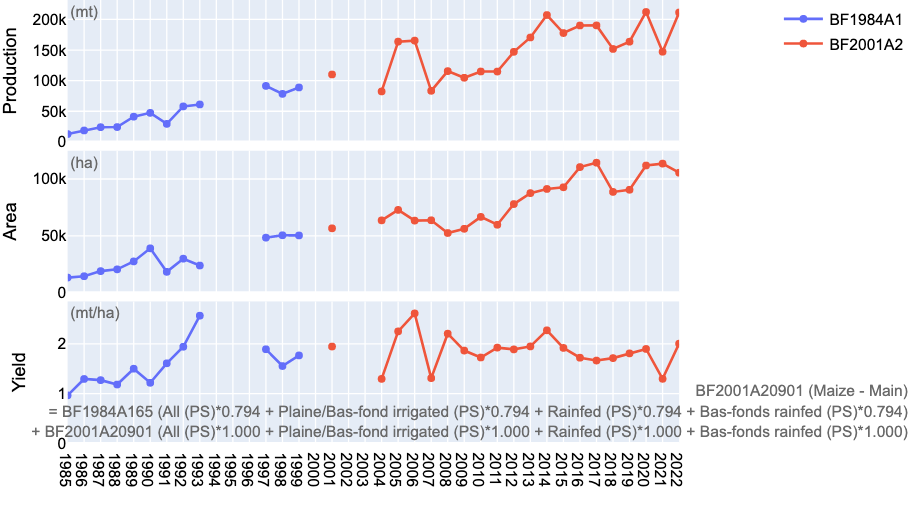 (mt)
BF1984A1
BF2001A2
Production
200k
150k
100k
50k
0
(ha)
Area
100k
50k
0
(mt/ha)
Yield
2
1
0
BF2001A20901 (Maize - Main)
= BF1984A165 (All (PS)*0.794 + Plaine/Bas-fond irrigated (PS)*0.794 + Rainfed (PS)*0.794 + Bas-fonds rainfed (PS)*0.794)
+ BF2001A20901 (All (PS)*1.000 + Plaine/Bas-fond irrigated (PS)*1.000 + Rainfed (PS)*1.000 + Bas-fonds rainfed (PS)*1.000)
1985
1986
1987
1988
1989
1990
1991
1992
1993
1994
1995
1996
1997
1998
1999
2000
2001
2002
2003
2004
2005
2006
2007
2008
2009
2010
2011
2012
2013
2014
2015
2016
2017
2018
2019
2020
2021
2022